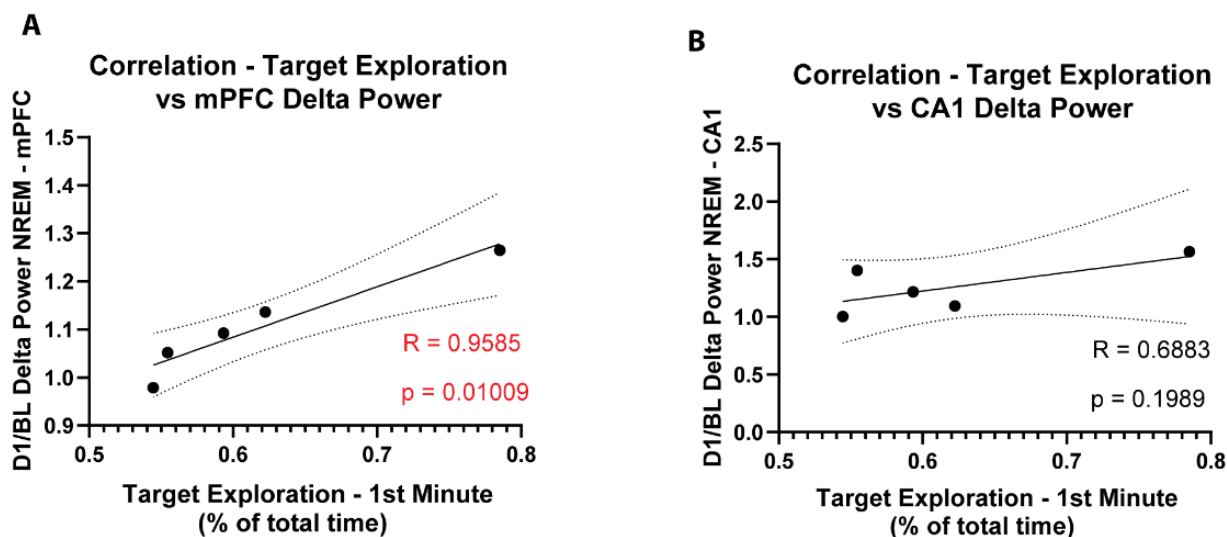 A
Correlation - Target Exploration
vs mPFC Delta Power
D1/BL Delta Power NREM - mPFC
1.5
1.4
1.3
1.2
1.1
1.0
0.9
R = 0.9585
p = 0.01009
0.5
0.6
0.7
0.8
Target Exploration - 1st Minute
(% of total time)
B
Correlation - Target Exploration
vs CA1 Delta Power
D1/BL Delta Power NREM - CA1
2.5
2.0
1.5
1.0
0.5
0.0
R = 0.6883
p = 0.1989
0.5
0.6
0.7
0.8
Target Exploration - 1st Minute
(% of total time)